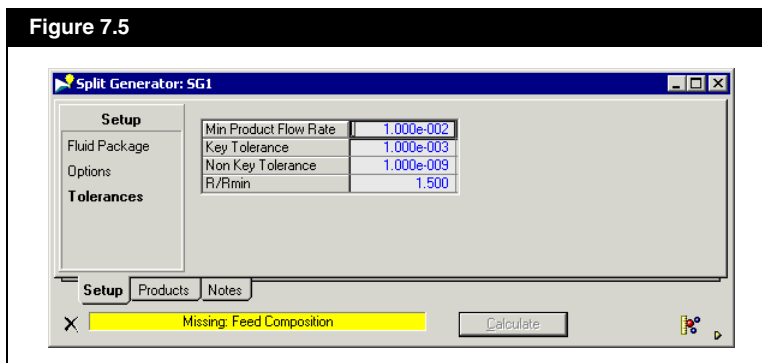 Figure 7.5
Split Generator: SG1
Setup
Fluid Package
Options
Tolerances
Min Product Flow Rate 1.000e-002
Key Tolerance 1.000e-003
Non Key Tolerance 1.000e-009
R/Rmin 1.500
Setup Products Notes
Missing: Feed Composition
Calculate